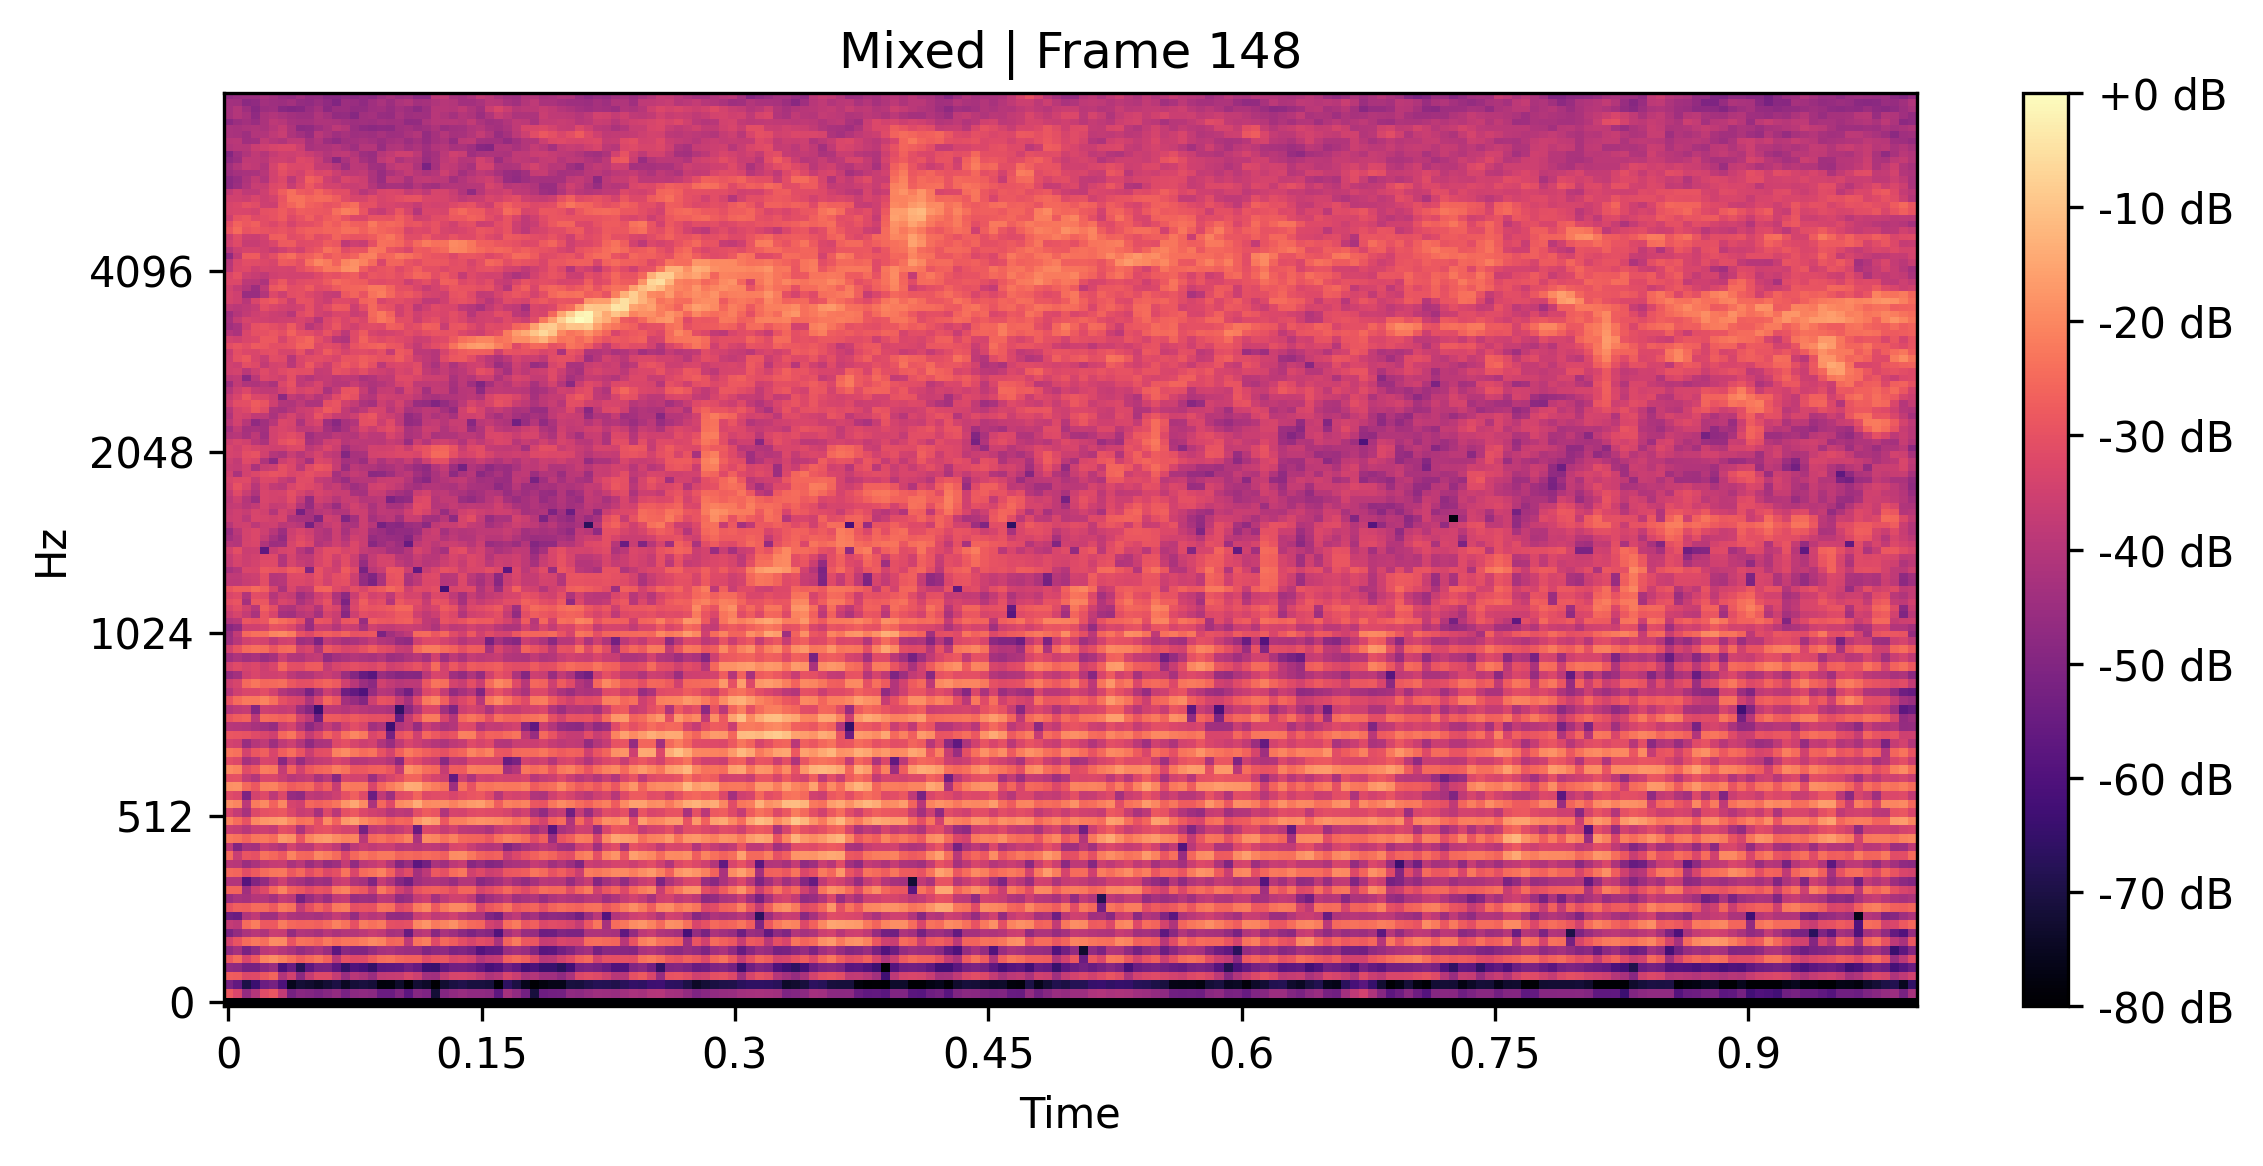 Mixed | Frame 148
Hz
4096
2048
1024
512
0
0 0.15 0.3 0.45 0.6 0.75 0.9
Time
+0 dB
-10 dB
-20 dB
-30 dB
-40 dB
-50 dB
-60 dB
-70 dB
-80 dB